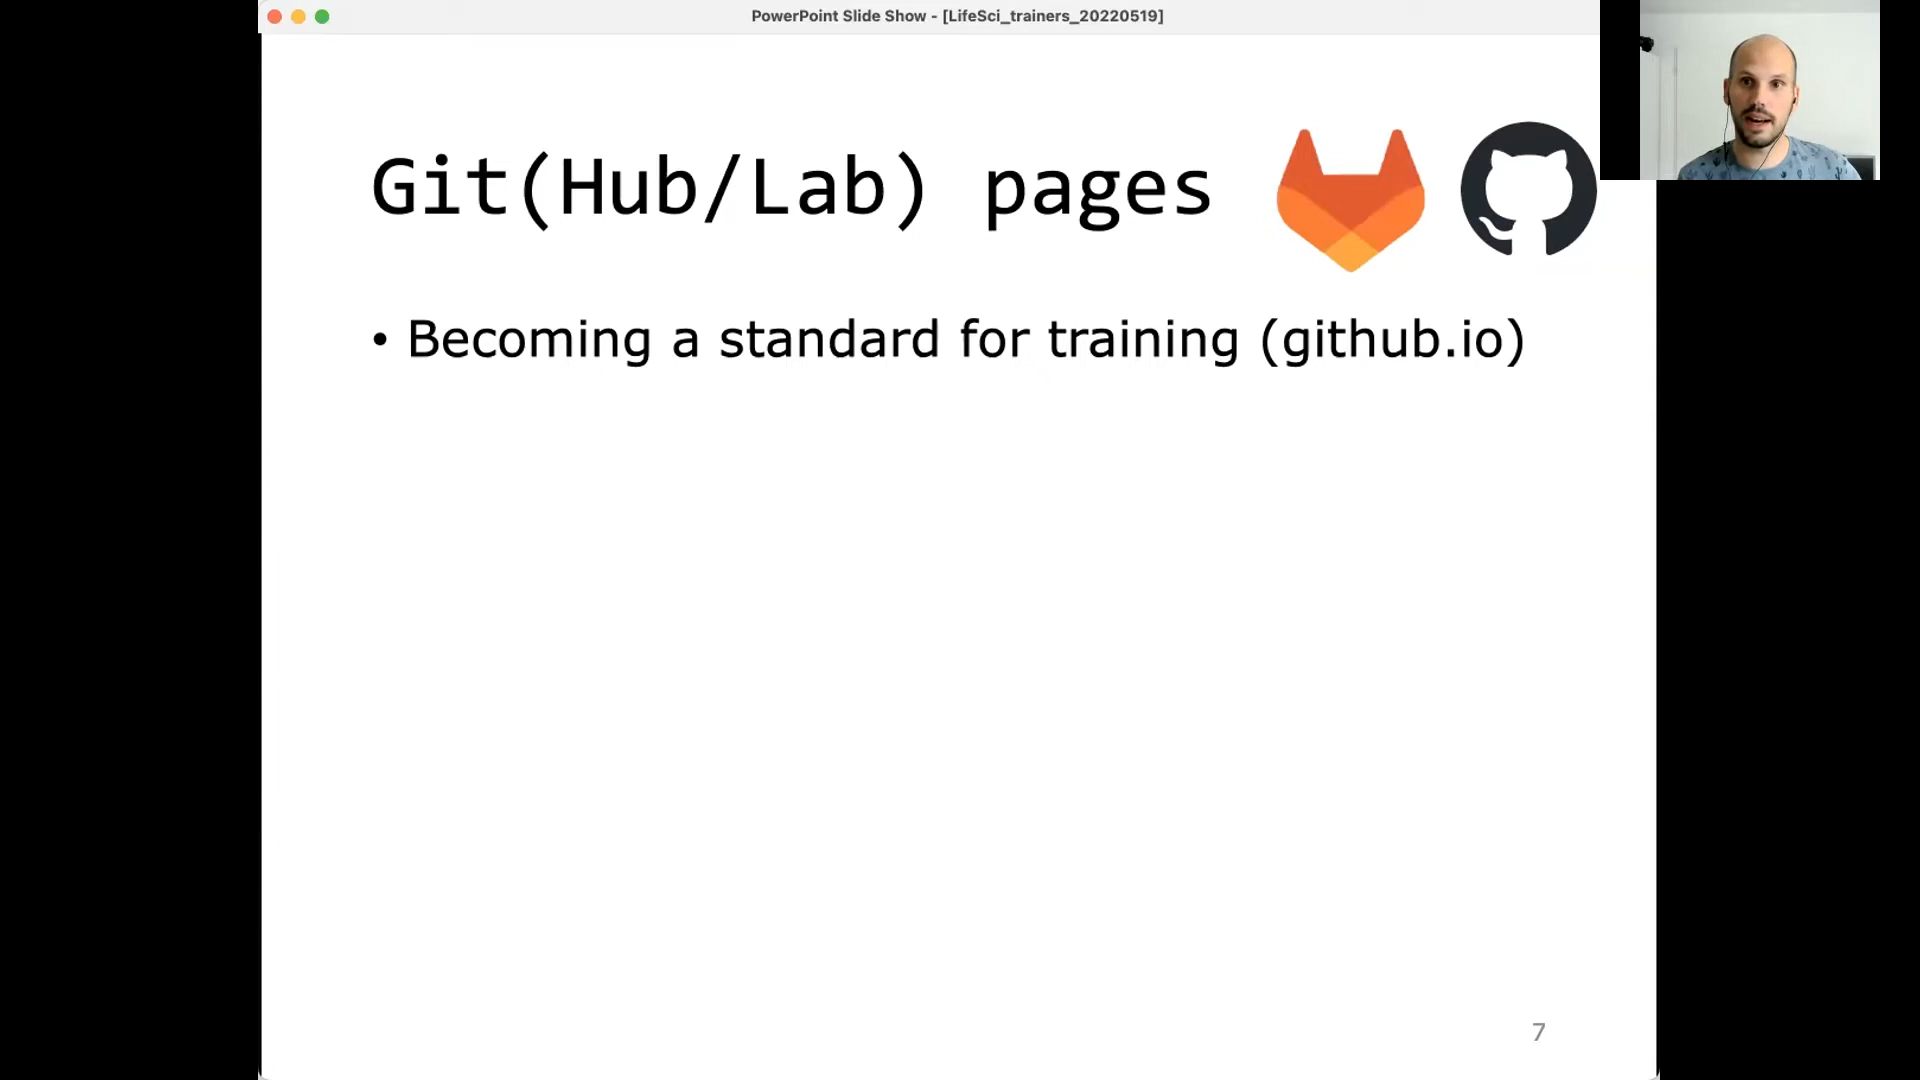 PowerPoint Slide Show - [LifeSci_trainers_20220519]
Git(Hub/Lab) pages
• Becoming a standard for training (github.io)
7